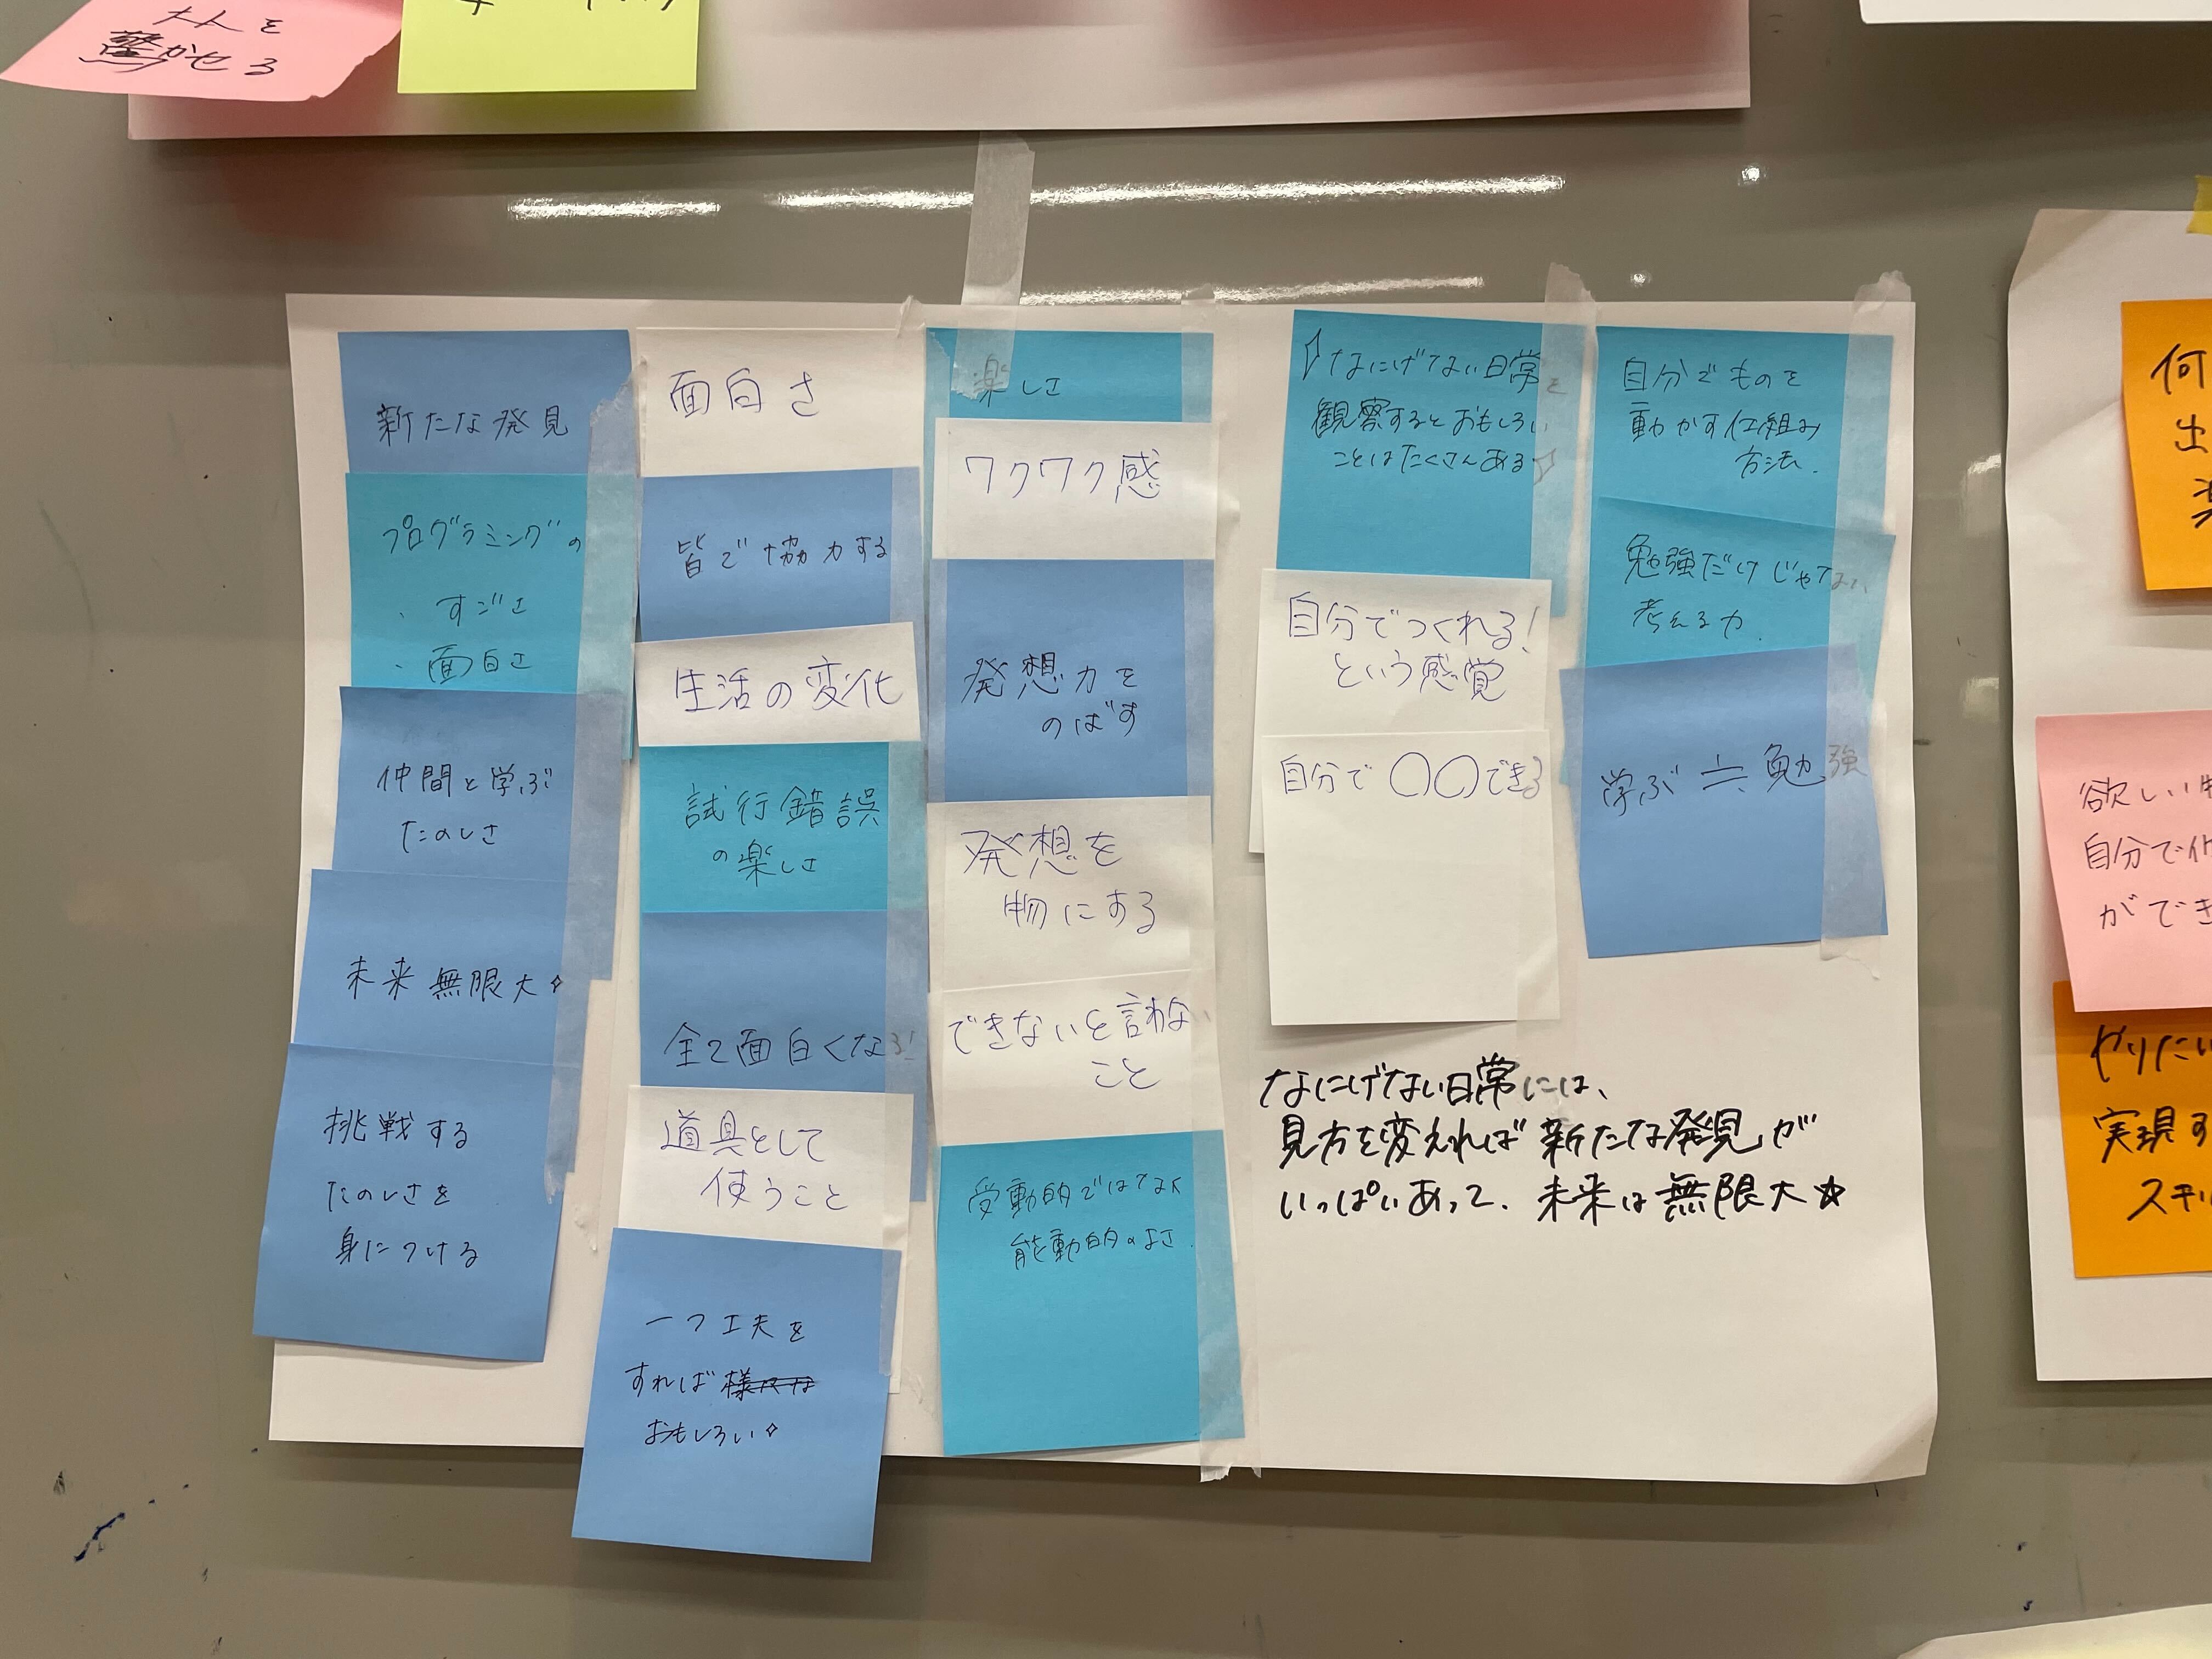 大人を
驚かせる
新たな発見
プログラミングの
・すごさ
・面白さ
仲間と学ぶ
たのしさ
未来無限大☆
挑戦する
たのしさを
身につける
面白さ
皆で協力する
生活の変化
試行錯誤
の楽しさ
全て面白くなる!
道具として
使うこと
一つ工夫を
すれば
おもしろい☆
楽しさ
ワクワク感
発想力を
のばす
発想を
物にする
できないを言わない
こと
受動的ではなく
能動的のよさ.
なにげない日常を
観察するとおもしろい
ことはたくさんある
自分でつくれる!
という感覚
自分で〇〇できる
自分でものを
動かす仕組み
方法.
勉強だけじゃない、
考える力.
学ぶ≒勉強
なにげない日常には、
見方を変えれば新たな発見が
いっぱいあって、未来は無限大☆
何
出
欲しい物
自分で作
ができ
やりたい
実現す
スキル